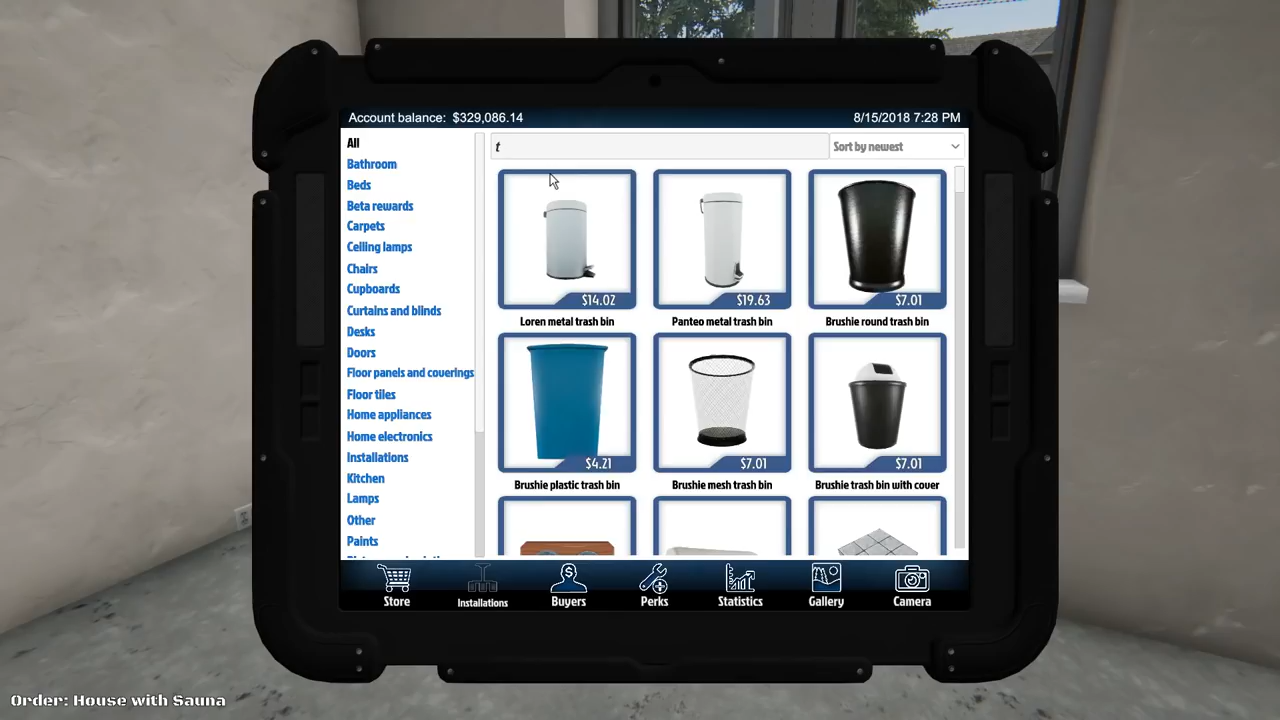 Account balance: $329,086.14
8/15/2018 7:28 PM
All
Bathroom
Beds
Beta rewards
Carpets
Ceiling lamps
Chairs
Cupboards
Curtains and blinds
Desks
Doors
Floor panels and coverings
Floor tiles
Home appliances
Home electronics
Installations
Kitchen
Lamps
Other
Paints
t
Sort by newest
$14.02
$19.63
$7.01
Loren metal trash bin
Panteo metal trash bin
Brushie round trash bin
$4.21
$7.01
$7.01
Brushie plastic trash bin
Brushie mesh trash bin
Brushie trash bin with cover
Store
Installations
Buyers
Perks
Statistics
Gallery
Camera
Order: House with Sauna